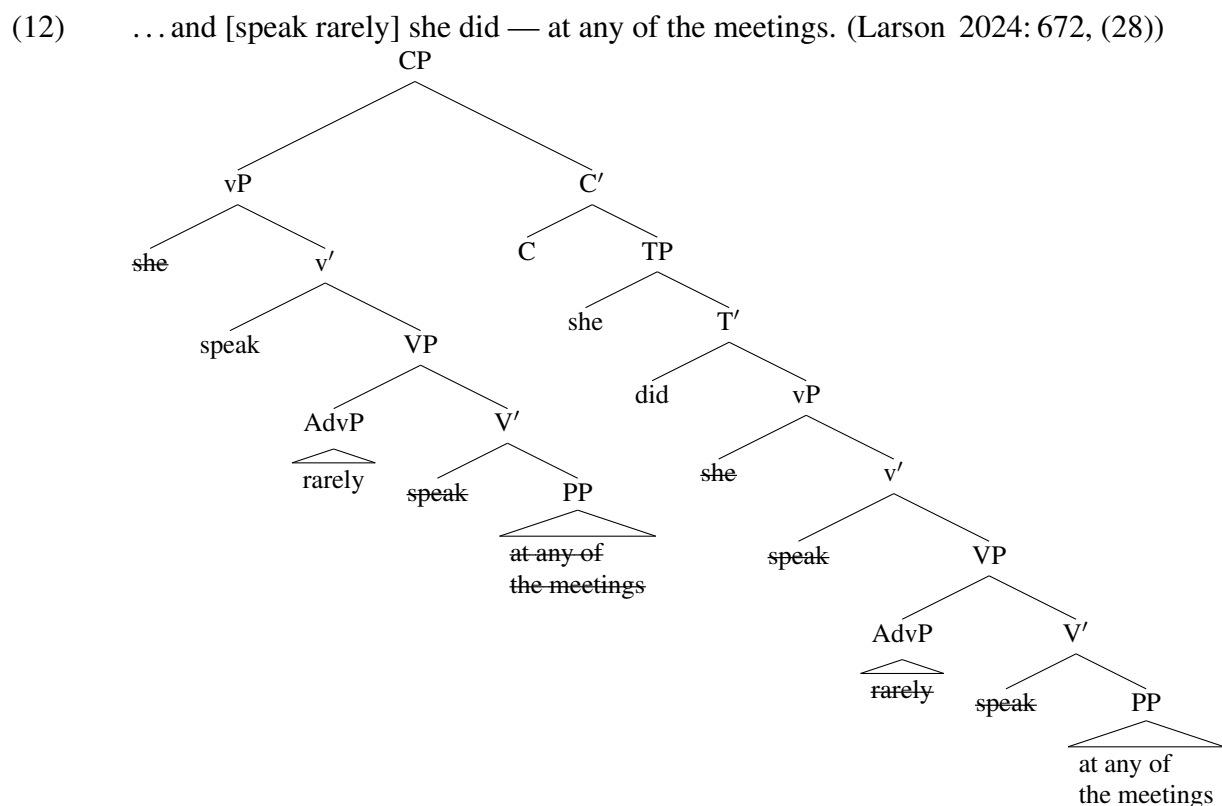 (12) … and [speak rarely] she did — at any of the meetings. (Larson 2024: 672, (28))
CP
vP C′
she v′ C TP
speak VP she T′
AdvP V′ did vP
rarely speak PP she v′
at any of
the meetings
speak VP
AdvP V′
rarely speak PP
at any of
the meetings